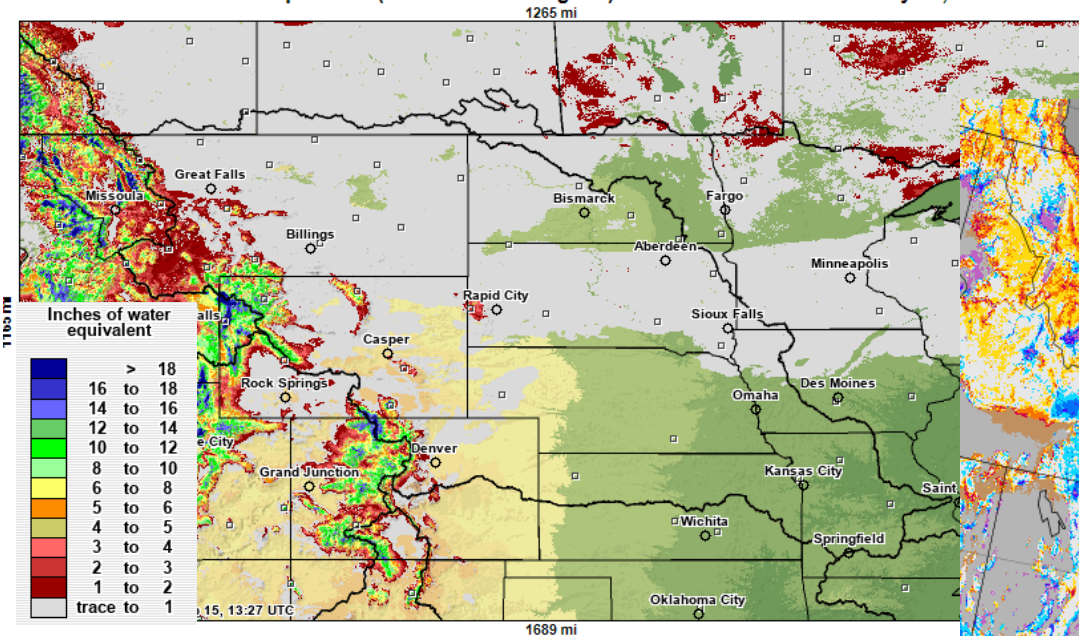 1265 mi
Great Falls
Missoula
Bismarck
Fargo
Billings
Aberdeen
Minneapolis
Rapid City
Sioux Falls
Inches of water
equivalent
alls
Casper
> 18
16 to 18
14 to 16
12 to 14
10 to 12
8 to 10
6 to 8
5 to 6
4 to 5
3 to 4
2 to 3
1 to 2
trace to 1
Rock Springs
Omaha
Des Moines
e City
Denver
Grand Junction
Kansas City
Saint
Wichita
Springfield
15, 13:27 UTC
Oklahoma City
1689 mi